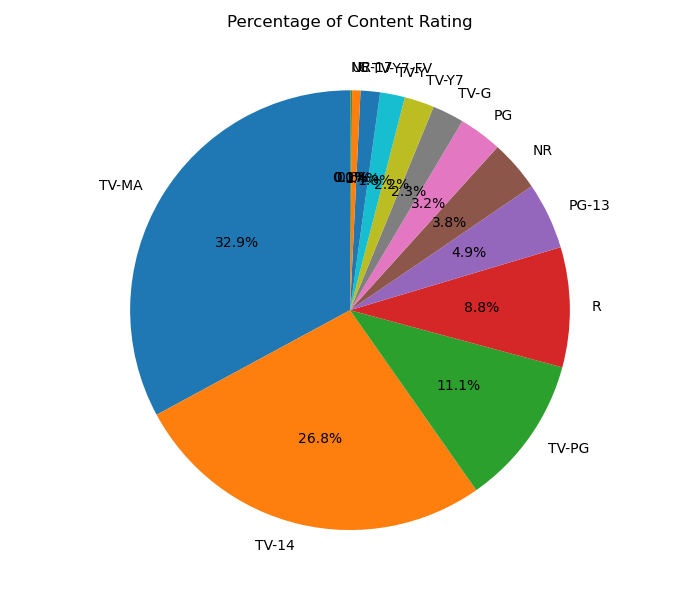 Percentage of Content Rating
TV-Y
TV-Y7
TV-G
PG
NR
PG-13
R
TV-PG
TV-14
TV-MA
32.9%
26.8%
11.1%
8.8%
4.9%
3.8%
3.2%
2.3%
2.2%